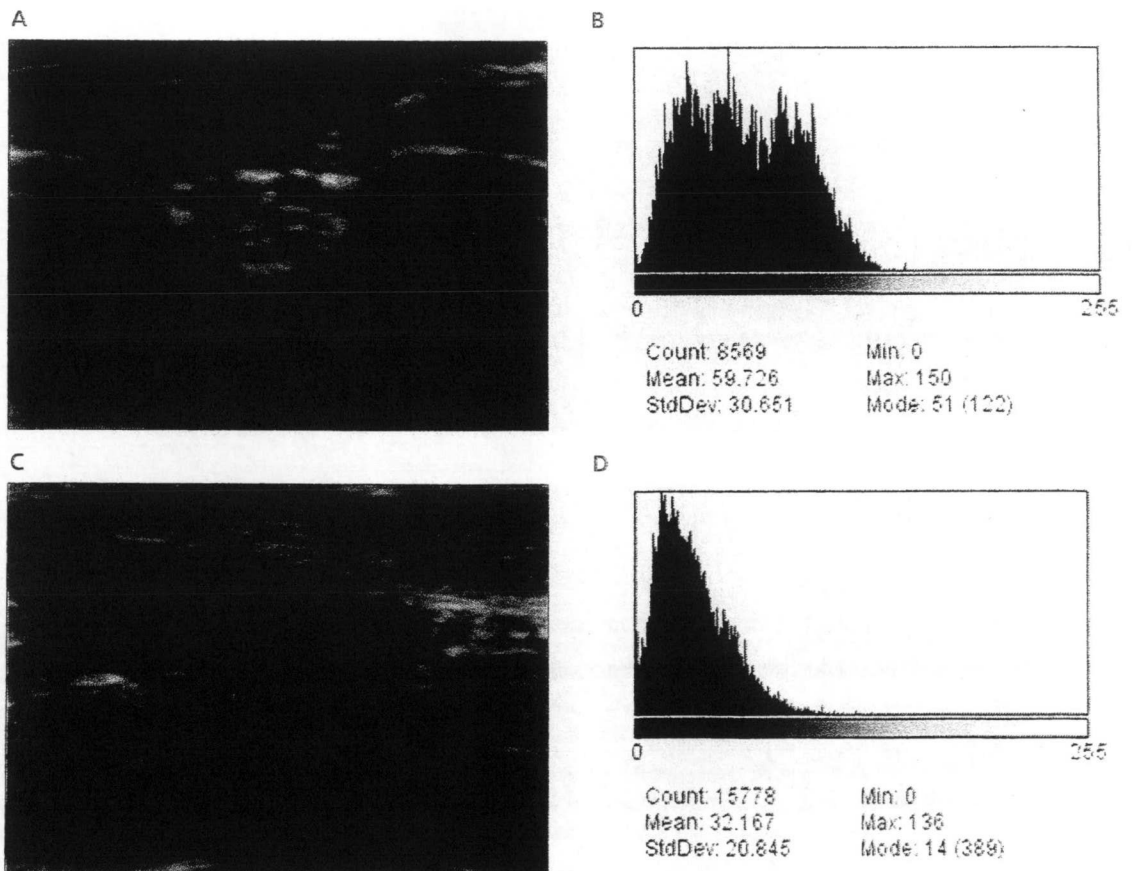 A
B
0 255
Count: 8569 Min: 0
Mean: 59.726 Max: 150
StdDev: 30.651 Mode: 51 (122)
C
D
0 255
Count: 15778 Min: 0
Mean: 32.167 Max: 136
StdDev: 20.845 Mode: 14 (389)